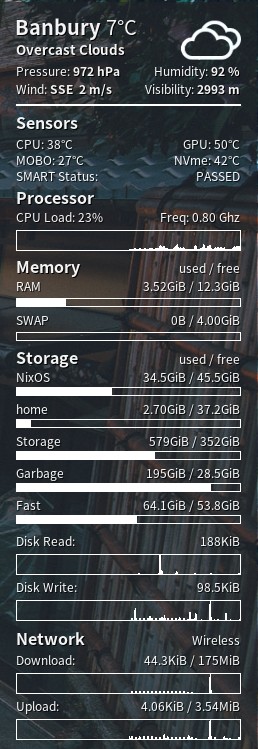 Banbury 7°C
Overcast Clouds
Pressure: 972 hPa Humidity: 92 %
Wind: SSE 2 m/s Visibility: 2993 m
Sensors
CPU: 38°C GPU: 50°C
MOBO: 27°C NVme: 42°C
SMART Status: PASSED
Processor
CPU Load: 23% Freq: 0.80 Ghz
Memory used / free
RAM 3.52GiB / 12.3GiB
SWAP 0B / 4.00GiB
Storage used / free
NixOS 34.5GiB / 45.5GiB
home 2.70GiB / 37.2GiB
Storage 579GiB / 352GiB
Garbage 195GiB / 28.5GiB
Fast 64.1GiB / 53.8GiB
Disk Read: 188KiB
Disk Write: 98.5KiB
Network Wireless
Download: 44.3KiB / 175MiB
Upload: 4.06KiB / 3.54MiB